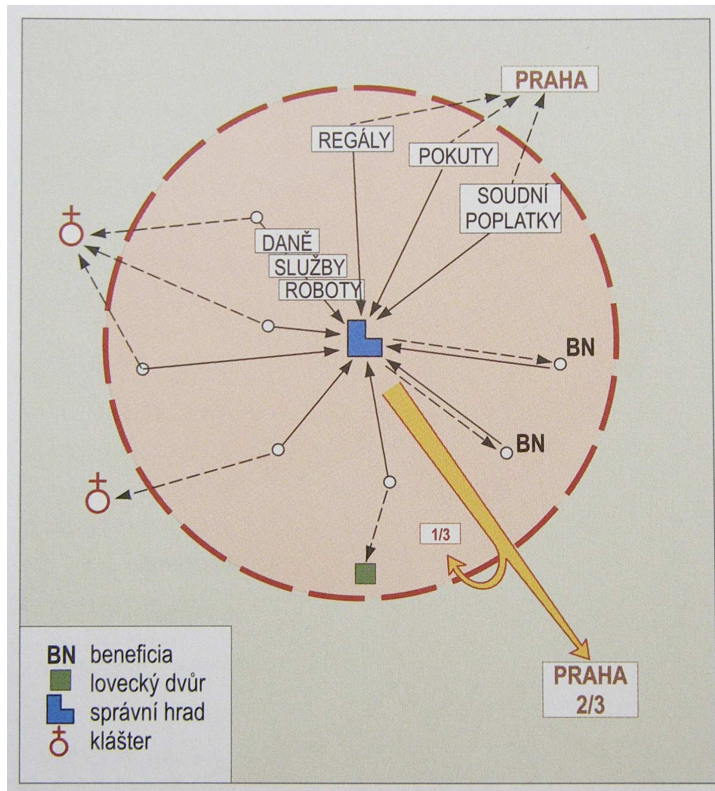 PRAHA
REGÁLY
POKUTY
SOUDNÍ
POPLATKY
DANĚ
SLUŽBY
ROBOTY
BN
BN
1/3
PRAHA
2/3
BN beneficia
lovecký dvůr
správní hrad
klášter